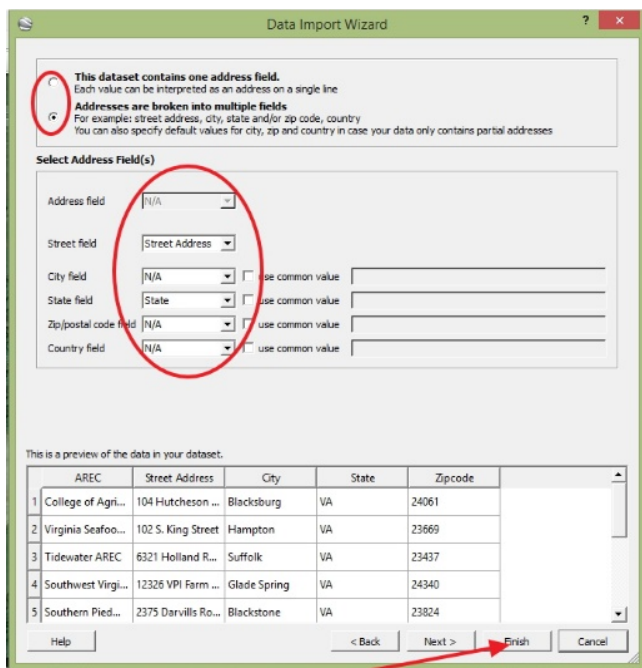 Data Import Wizard
This dataset contains one address field.
Each value can be interpreted as an address on a single line
Addresses are broken into multiple fields
For example: street address, city, state and/or zip code, country
You can also specify default values for city, zip and country in case your data only contains partial addresses
Select Address Field(s)
Address field N/A
Street field Street Address
City field N/A use common value
State field State use common value
Zip/postal code field N/A use common value
Country field N/A use common value
This is a preview of the data in your dataset.
AREC Street Address City State Zipcode
1 College of Agri... 104 Hutcheson ... Blacksburg VA 24061
2 Virginia Seafoo... 102 S. King Street Hampton VA 23669
3 Tidewater AREC 6321 Holland R... Suffolk VA 23437
4 Southwest Virgi... 12326 VPI Farm ... Glade Spring VA 24340
5 Southern Pied... 2375 Darvills Ro... Blackstone VA 23824
Help < Back Next > Finish Cancel